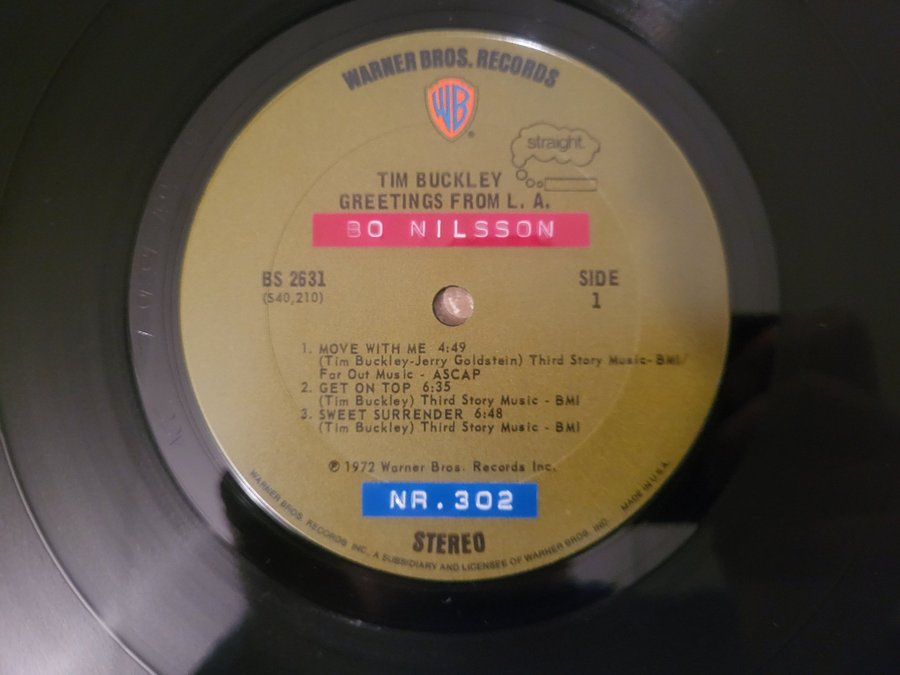 WARNER BROS. RECORDS
WB
®
straight.
TIM BUCKLEY
GREETINGS FROM L. A.
BO NILSSON
BS 2631
(S40,210)
SIDE
1
1. MOVE WITH ME 4:49
(Tim Buckley-Jerry Goldstein) Third Story Music- BMI/
Far Out Music - ASCAP
2. GET ON TOP 6:35
(Tim Buckley) Third Story Music - BMI
3. SWEET SURRENDER 6:48
(Tim Buckley) Third Story Music - BMI
℗ 1972 Warner Bros. Records Inc.
NR.302
STEREO
WARNER BROS. RECORDS INC., A SUBSIDIARY AND LICENSEE OF WARNER BROS. INC. MADE IN U.S.A.